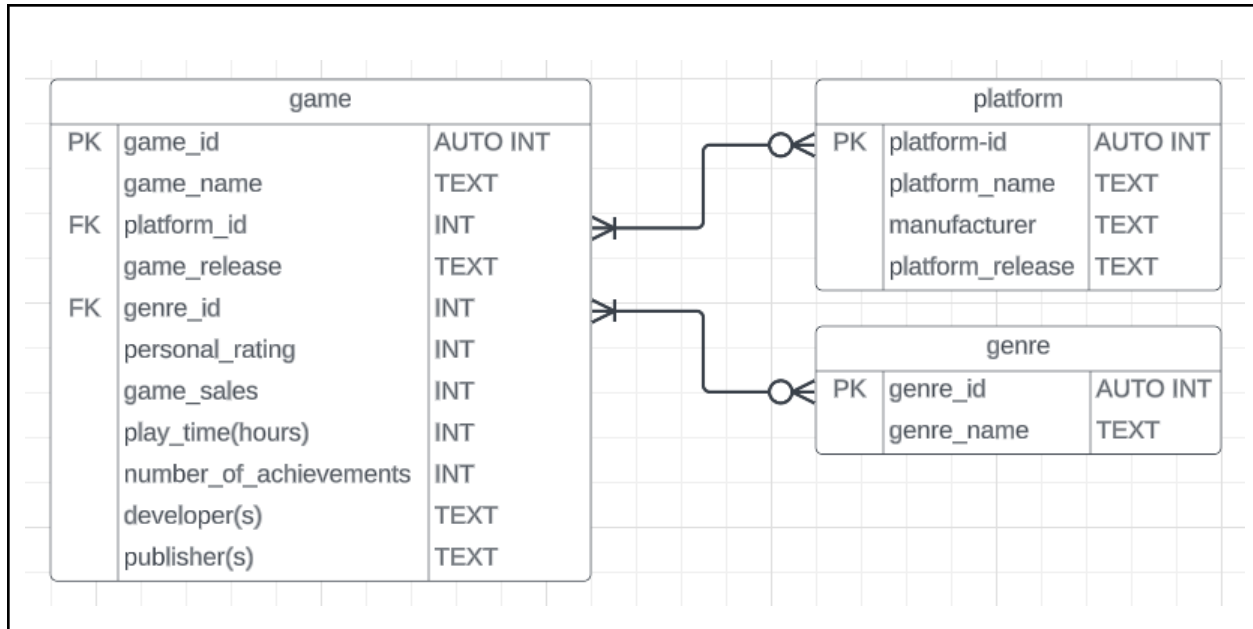 game
PK game_id AUTO INT
game_name TEXT
FK platform_id INT
game_release TEXT
FK genre_id INT
personal_rating INT
game_sales INT
play_time(hours) INT
number_of_achievements INT
developer(s) TEXT
publisher(s) TEXT
platform
PK platform-id AUTO INT
platform_name TEXT
manufacturer TEXT
platform_release TEXT
genre
PK genre_id AUTO INT
genre_name TEXT